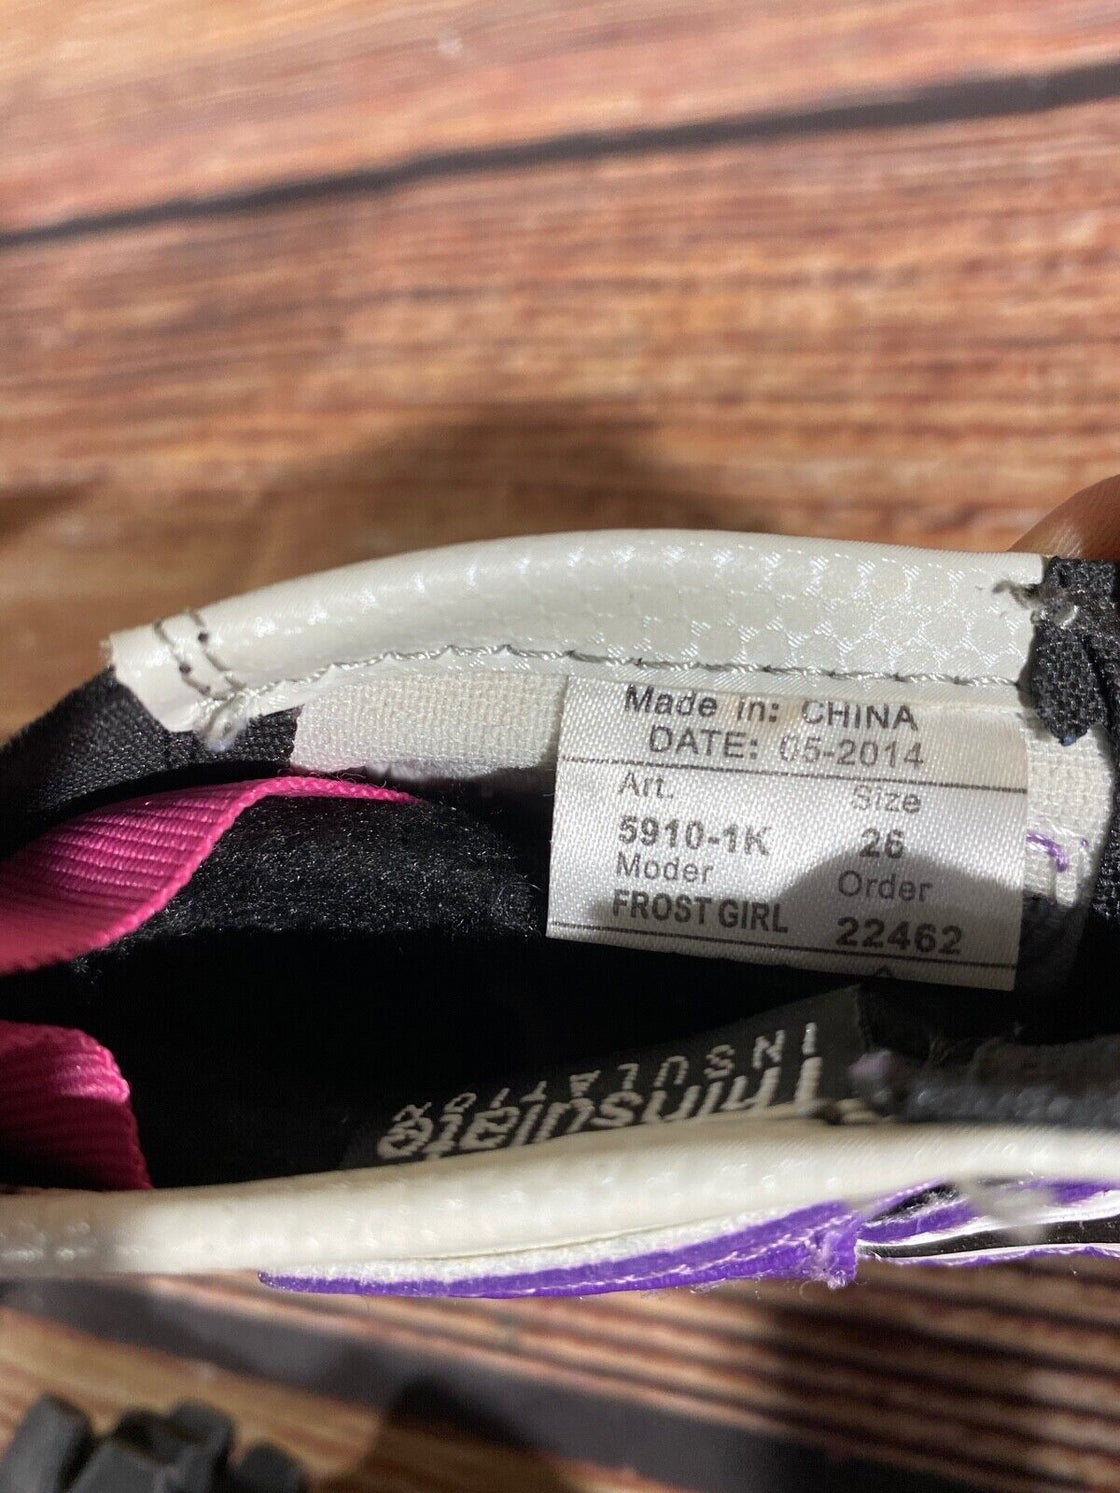 Made in: CHINA
DATE: 05-2014
Art. Size
5910-1K 26
Moder Order
FROST GIRL 22462
Thinsulate
INSULATION